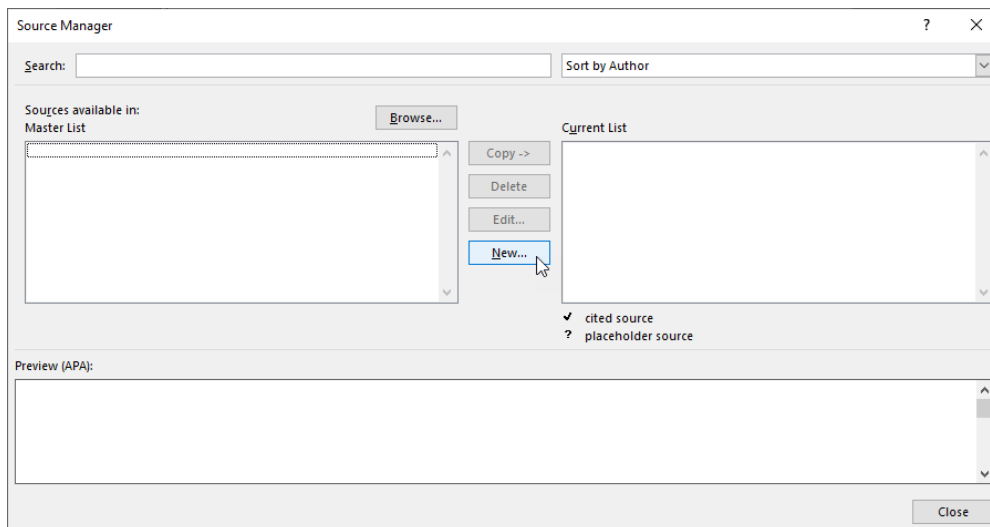 Source Manager
?
Search:
Sort by Author
Sources available in:
Master List
Browse...
Current List
Copy ->
Delete
Edit...
New...
✓ cited source
? placeholder source
Preview (APA):
Close